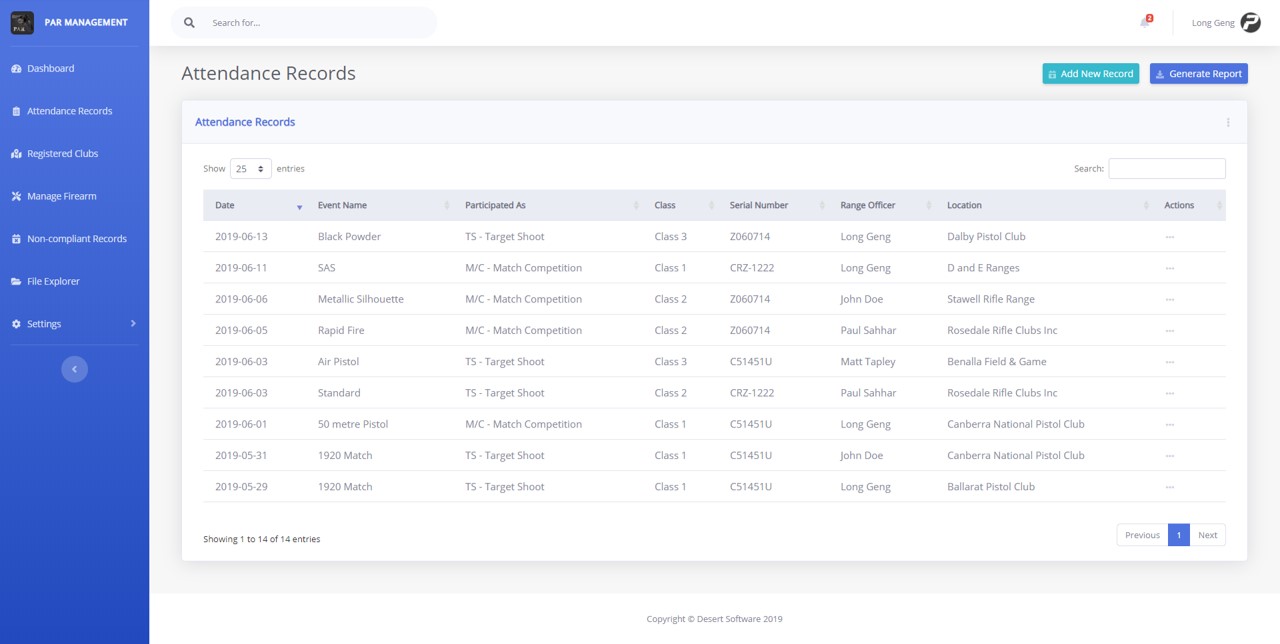 PAR MANAGEMENT
Search for...
2
Long Geng
Dashboard
Attendance Records
Registered Clubs
Manage Firearm
Non-compliant Records
File Explorer
Settings
Attendance Records
Add New Record
Generate Report
Attendance Records
Show 25 entries
Search:
Date Event Name Participated As Class Serial Number Range Officer Location Actions
2019-06-13 Black Powder TS - Target Shoot Class 3 Z060714 Long Geng Dalby Pistol Club
2019-06-11 SAS M/C - Match Competition Class 1 CRZ-1222 Long Geng D and E Ranges
2019-06-06 Metallic Silhouette M/C - Match Competition Class 2 Z060714 John Doe Stawell Rifle Range
2019-06-05 Rapid Fire M/C - Match Competition Class 2 Z060714 Paul Sahhar Rosedale Rifle Clubs Inc
2019-06-03 Air Pistol TS - Target Shoot Class 3 C51451U Matt Tapley Benalla Field & Game
2019-06-03 Standard TS - Target Shoot Class 2 CRZ-1222 Paul Sahhar Rosedale Rifle Clubs Inc
2019-06-01 50 metre Pistol M/C - Match Competition Class 1 C51451U Long Geng Canberra National Pistol Club
2019-05-31 1920 Match TS - Target Shoot Class 1 C51451U John Doe Canberra National Pistol Club
2019-05-29 1920 Match TS - Target Shoot Class 1 C51451U Long Geng Ballarat Pistol Club
Showing 1 to 14 of 14 entries
Previous 1 Next
Copyright © Desert Software 2019